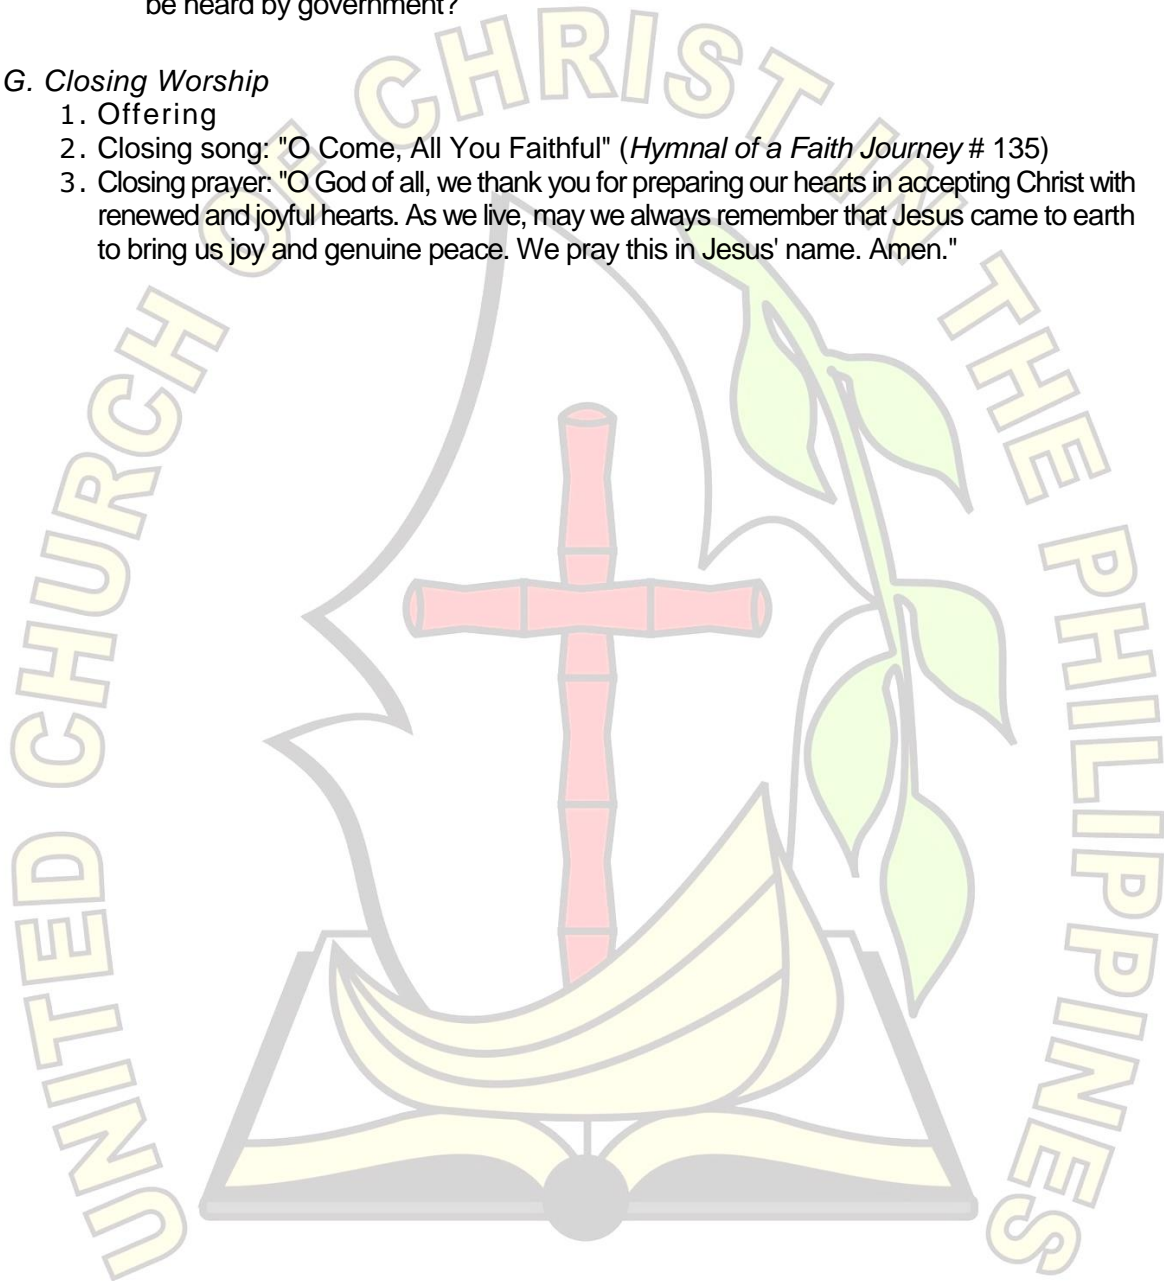 be heard by government?
G. Closing Worship
1. Offering
2. Closing song: "O Come, All You Faithful" (Hymnal of a Faith Journey # 135)
3. Closing prayer: "O God of all, we thank you for preparing our hearts in accepting Christ with
renewed and joyful hearts. As we live, may we always remember that Jesus came to earth
to bring us joy and genuine peace. We pray this in Jesus' name. Amen."
UNITED CHURCH OF CHRIST IN THE PHILIPPINES